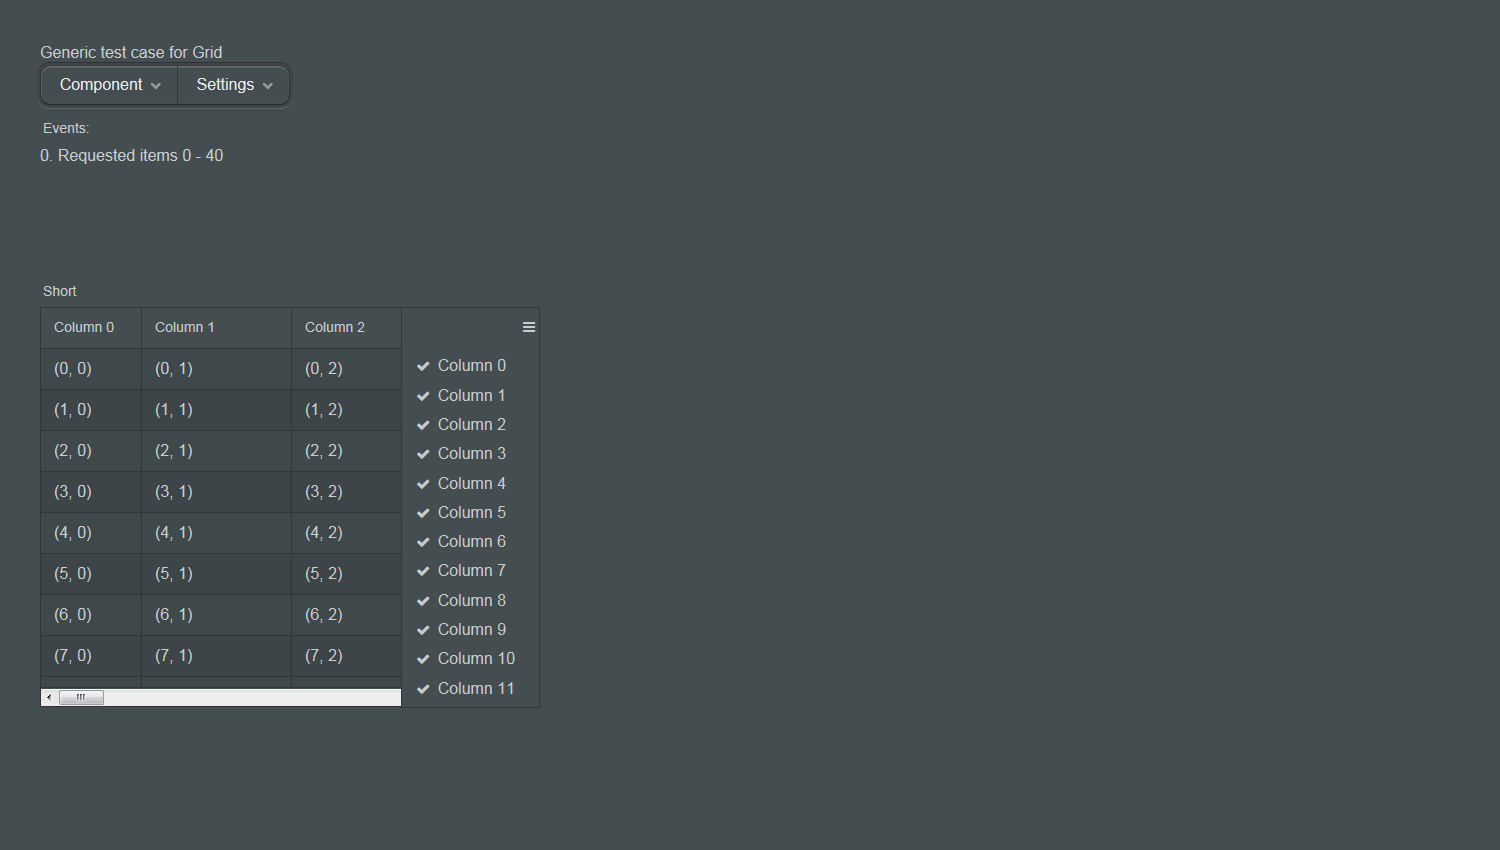 Generic test case for Grid
Component Settings
Events:
0. Requested items 0 - 40
Short
Column 0 Column 1 Column 2
(0, 0) (0, 1) (0, 2) Column 0
(1, 0) (1, 1) (1, 2) Column 1
Column 2
(2, 0) (2, 1) (2, 2) Column 3
(3, 0) (3, 1) (3, 2) Column 4
Column 5
(4, 0) (4, 1) (4, 2) Column 6
(5, 0) (5, 1) (5, 2) Column 7
Column 8
(6, 0) (6, 1) (6, 2) Column 9
(7, 0) (7, 1) (7, 2) Column 10
Column 11